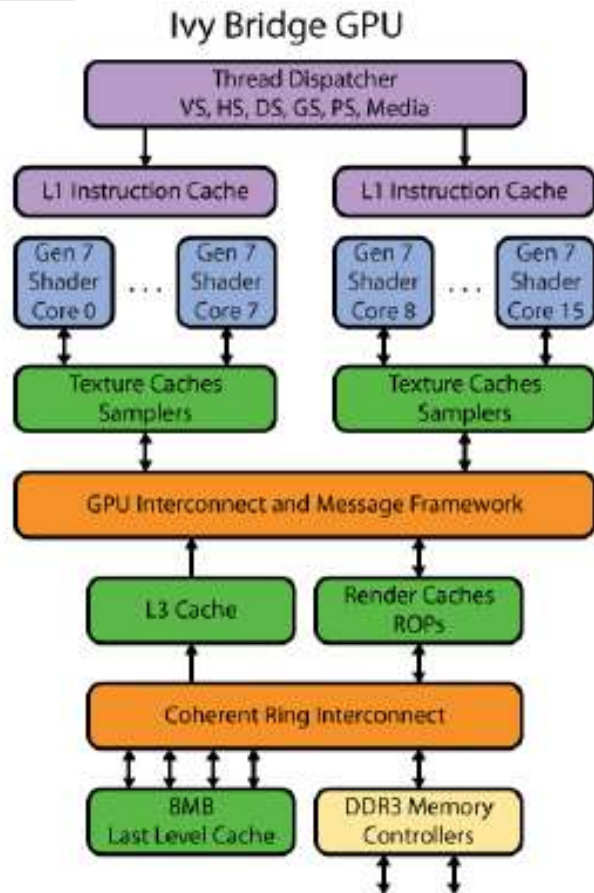 Ivy Bridge GPU
Thread Dispatcher
VS, HS, DS, GS, PS, Media
L1 Instruction Cache
L1 Instruction Cache
Gen 7
Shader
Core 0
. . .
Gen 7
Shader
Core 7
Gen 7
Shader
Core 8
. . .
Gen 7
Shader
Core 15
Texture Caches
Samplers
Texture Caches
Samplers
GPU Interconnect and Message Framework
L3 Cache
Render Caches
ROPs
Coherent Ring Interconnect
8MB
Last Level Cache
DDR3 Memory
Controllers